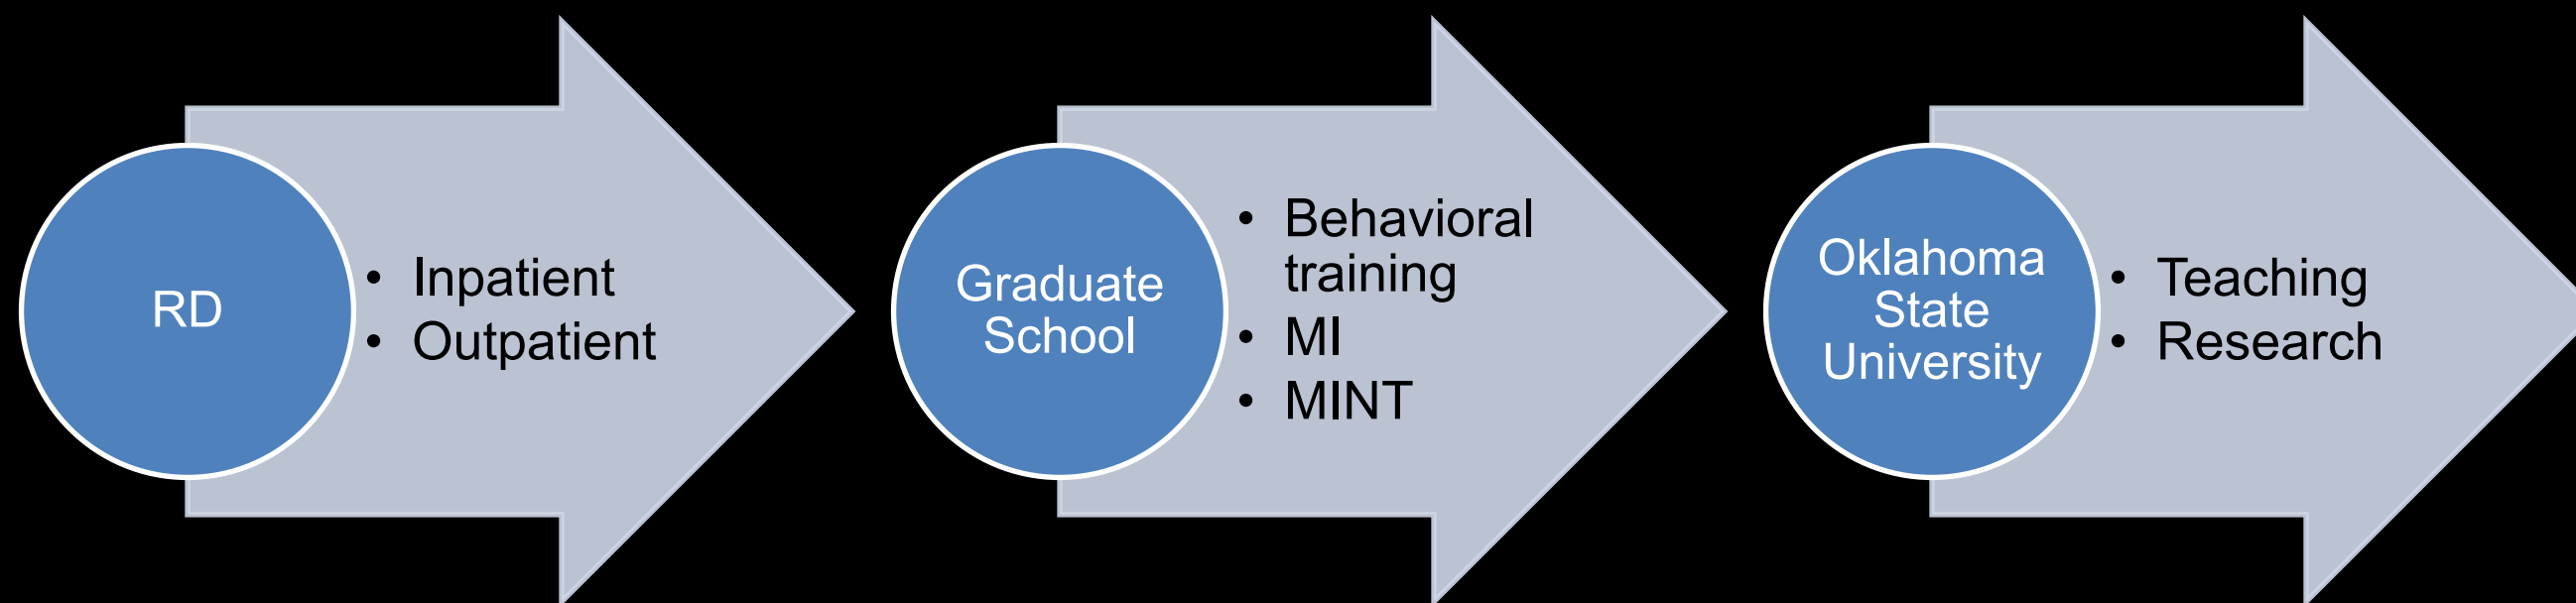 RD
• Inpatient
• Outpatient
Graduate
School
• Behavioral
training
• MI
• MINT
Oklahoma
State
University
• Teaching
• Research